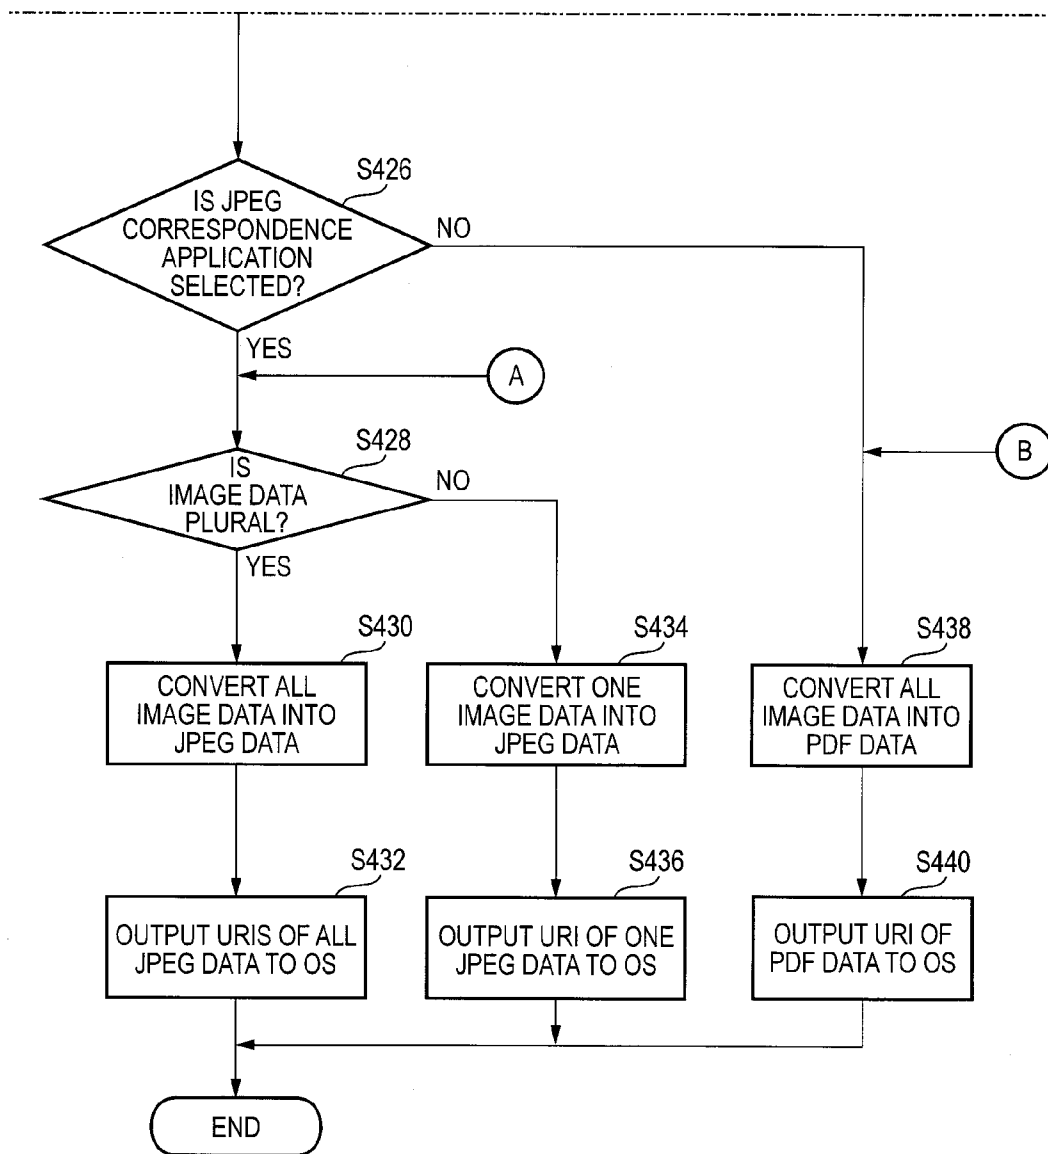 S426
IS JPEG
CORRESPONDENCE
APPLICATION
SELECTED?
NO
YES
A
S428
IS
IMAGE DATA
PLURAL?
NO
YES
B
S430
CONVERT ALL
IMAGE DATA INTO
JPEG DATA
S434
CONVERT ONE
IMAGE DATA INTO
JPEG DATA
S438
CONVERT ALL
IMAGE DATA INTO
PDF DATA
S432
OUTPUT URIS OF ALL
JPEG DATA TO OS
S436
OUTPUT URI OF ONE
JPEG DATA TO OS
S440
OUTPUT URI OF
PDF DATA TO OS
END